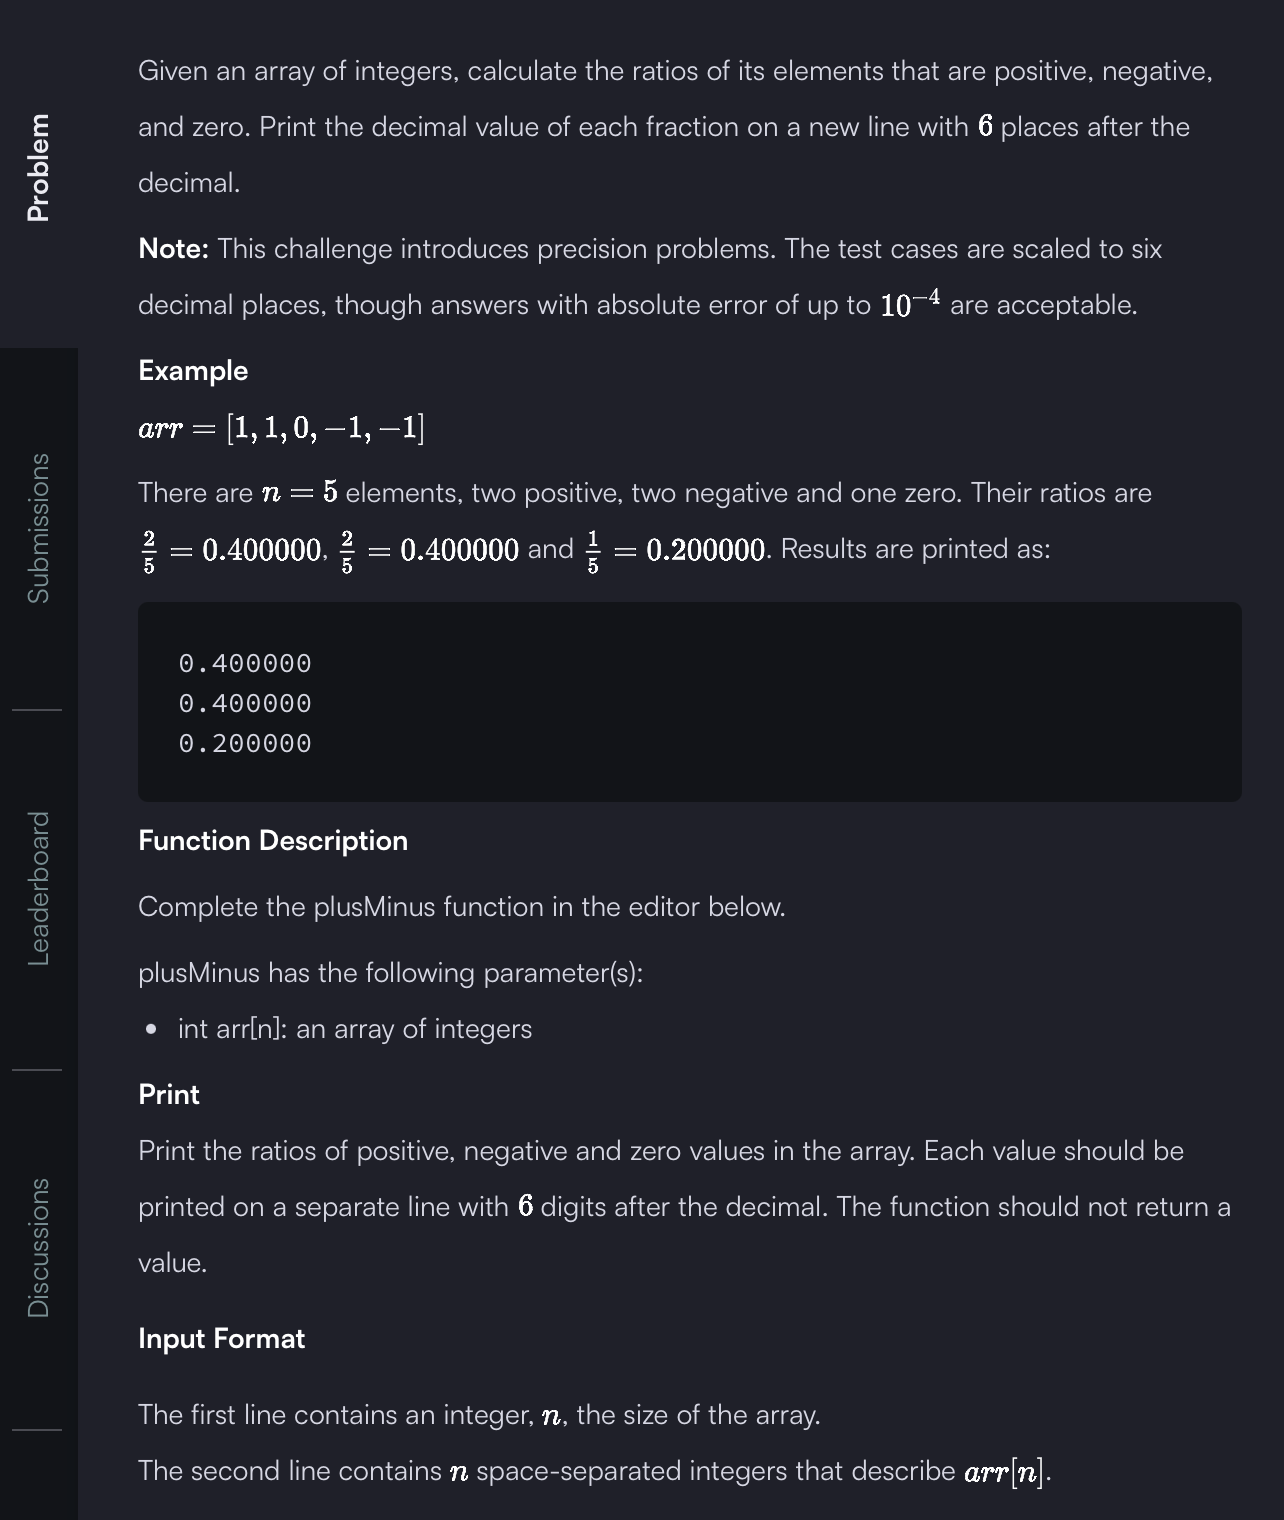 Problem
Submissions
Leaderboard
Discussions
Given an array of integers, calculate the ratios of its elements that are positive, negative,
and zero. Print the decimal value of each fraction on a new line with 6 places after the
decimal.
Note: This challenge introduces precision problems. The test cases are scaled to six
decimal places, though answers with absolute error of up to 10^{-4} are acceptable.
Example
arr = [1, 1, 0, −1, −1]
There are n = 5 elements, two positive, two negative and one zero. Their ratios are
2/5 = 0.400000, 2/5 = 0.400000 and 1/5 = 0.200000. Results are printed as:
0.400000
0.400000
0.200000
Function Description
Complete the plusMinus function in the editor below.
plusMinus has the following parameter(s):
• int arr[n]: an array of integers
Print
Print the ratios of positive, negative and zero values in the array. Each value should be
printed on a separate line with 6 digits after the decimal. The function should not return a
value.
Input Format
The first line contains an integer, n, the size of the array.
The second line contains n space-separated integers that describe arr[n].